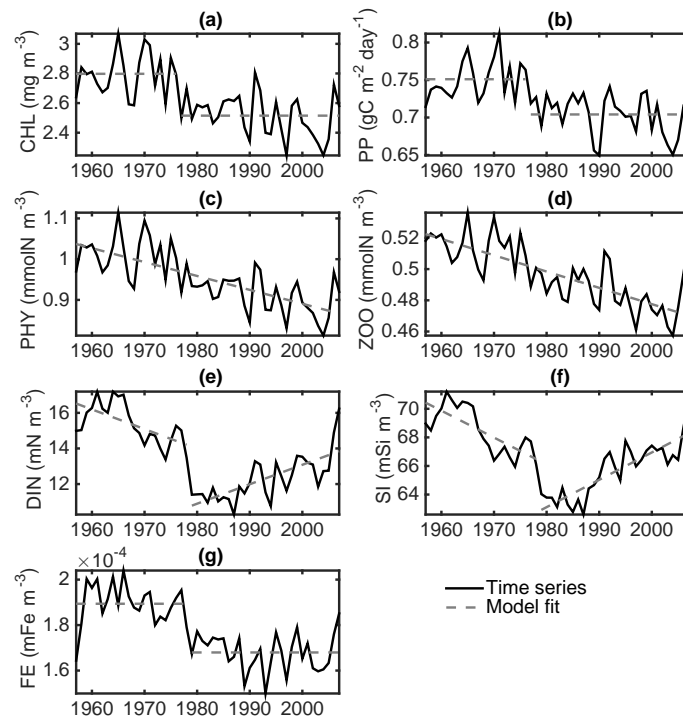 (a)
CHL (mg m-3)
3
2.8
2.6
2.4
1960 1970 1980 1990 2000
(b)
PP (gC m-2 day-1)
0.8
0.75
0.7
0.65
1960 1970 1980 1990 2000
(c)
PHY (mmolN m-3)
1.1
1
0.9
1960 1970 1980 1990 2000
(d)
ZOO (mmolN m-3)
0.52
0.5
0.48
0.46
1960 1970 1980 1990 2000
(e)
DIN (mN m-3)
16
14
12
1960 1970 1980 1990 2000
(f)
SI (mSi m-3)
70
68
66
64
1960 1970 1980 1990 2000
(g)
×10-4
FE (mFe m-3)
2
1.8
1.6
1960 1970 1980 1990 2000
Time series
Model fit